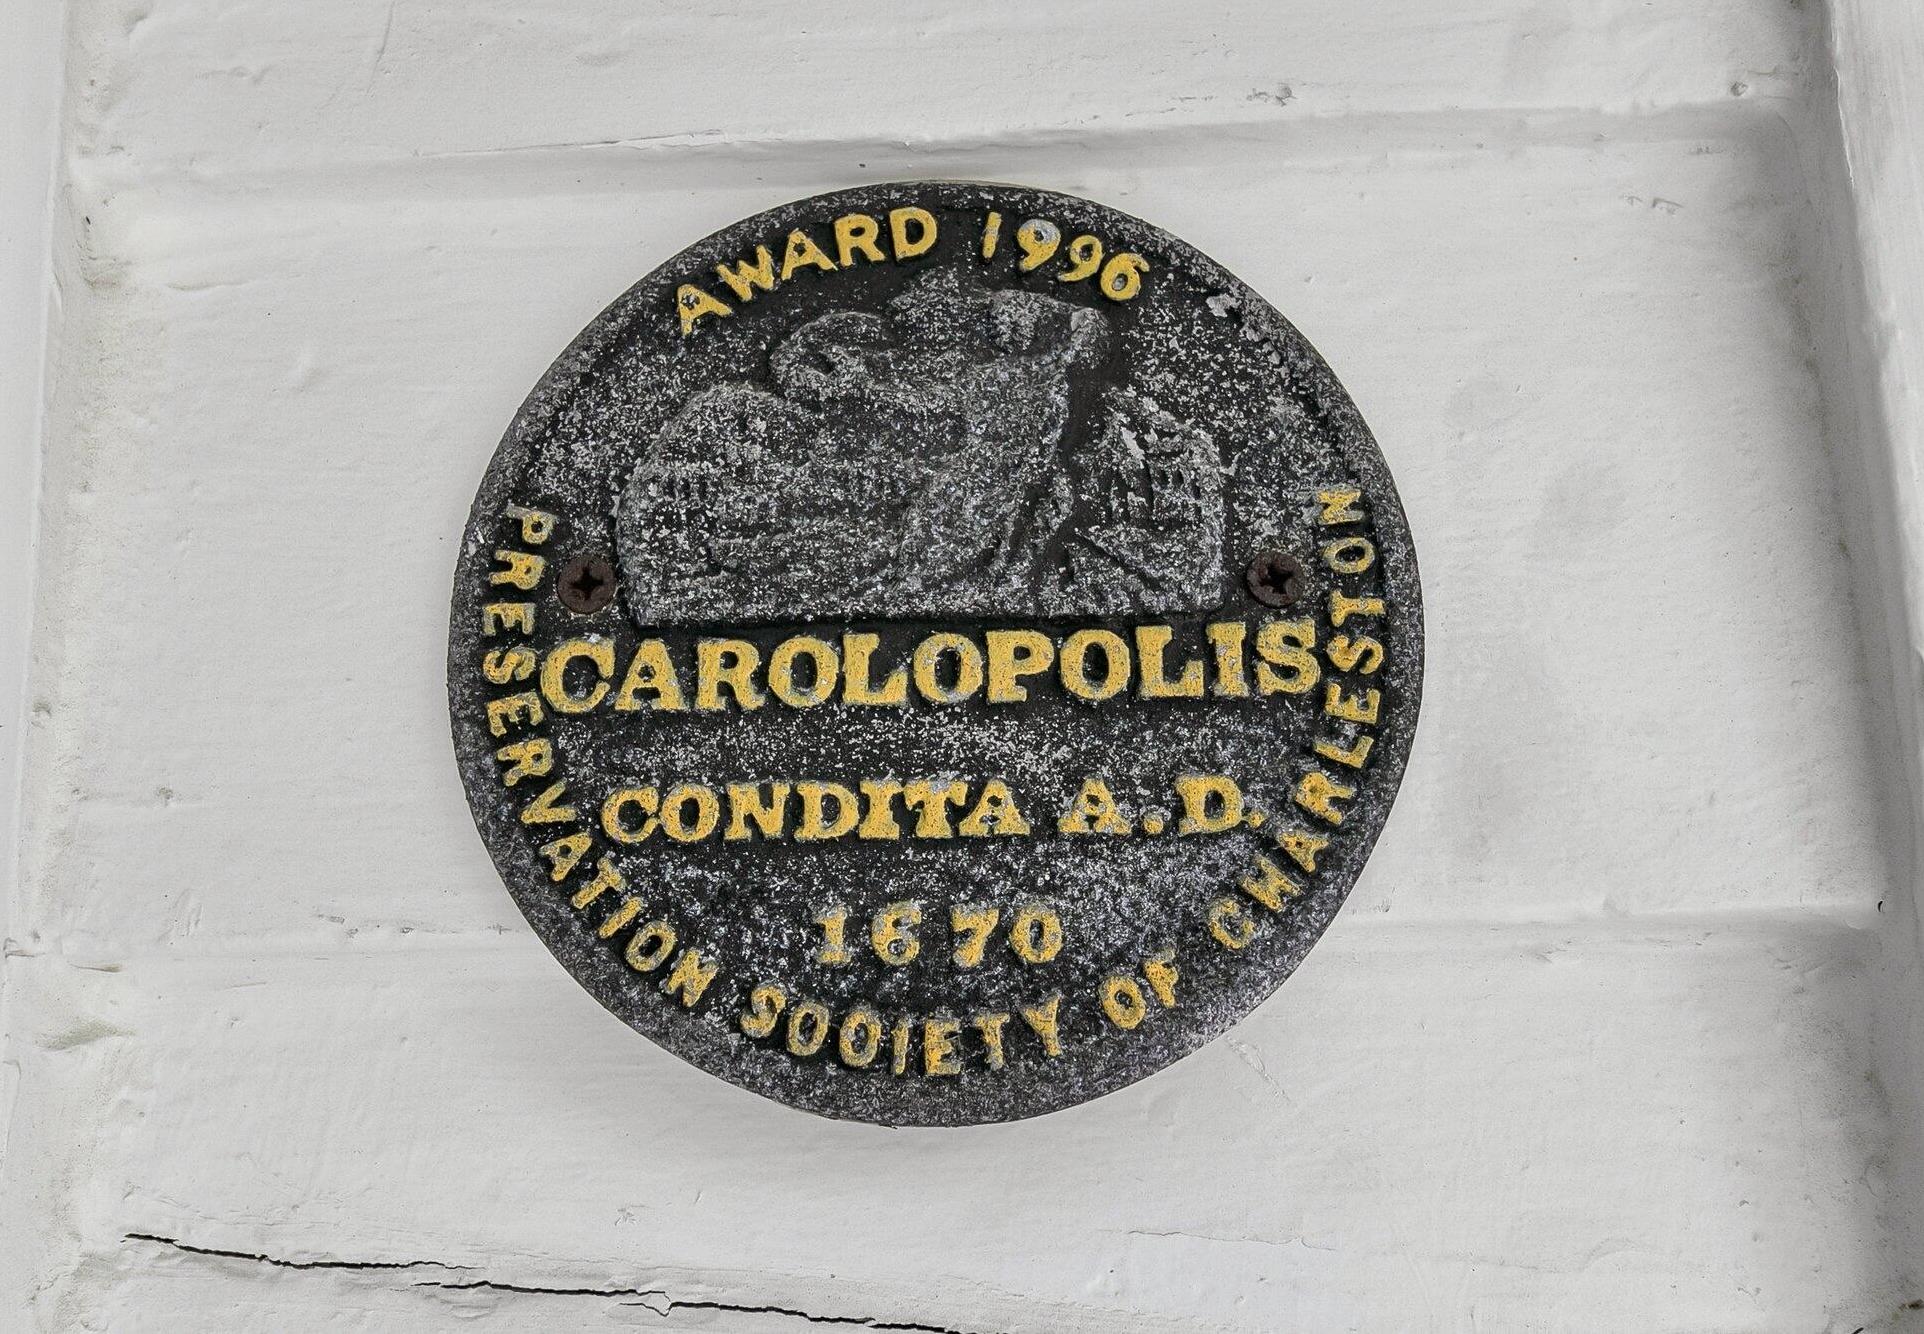 AWARD 1996
CAROLOPOLIS
CONDITA A.D.
1670
PRESERVATION SOCIETY OF CHARLESTON